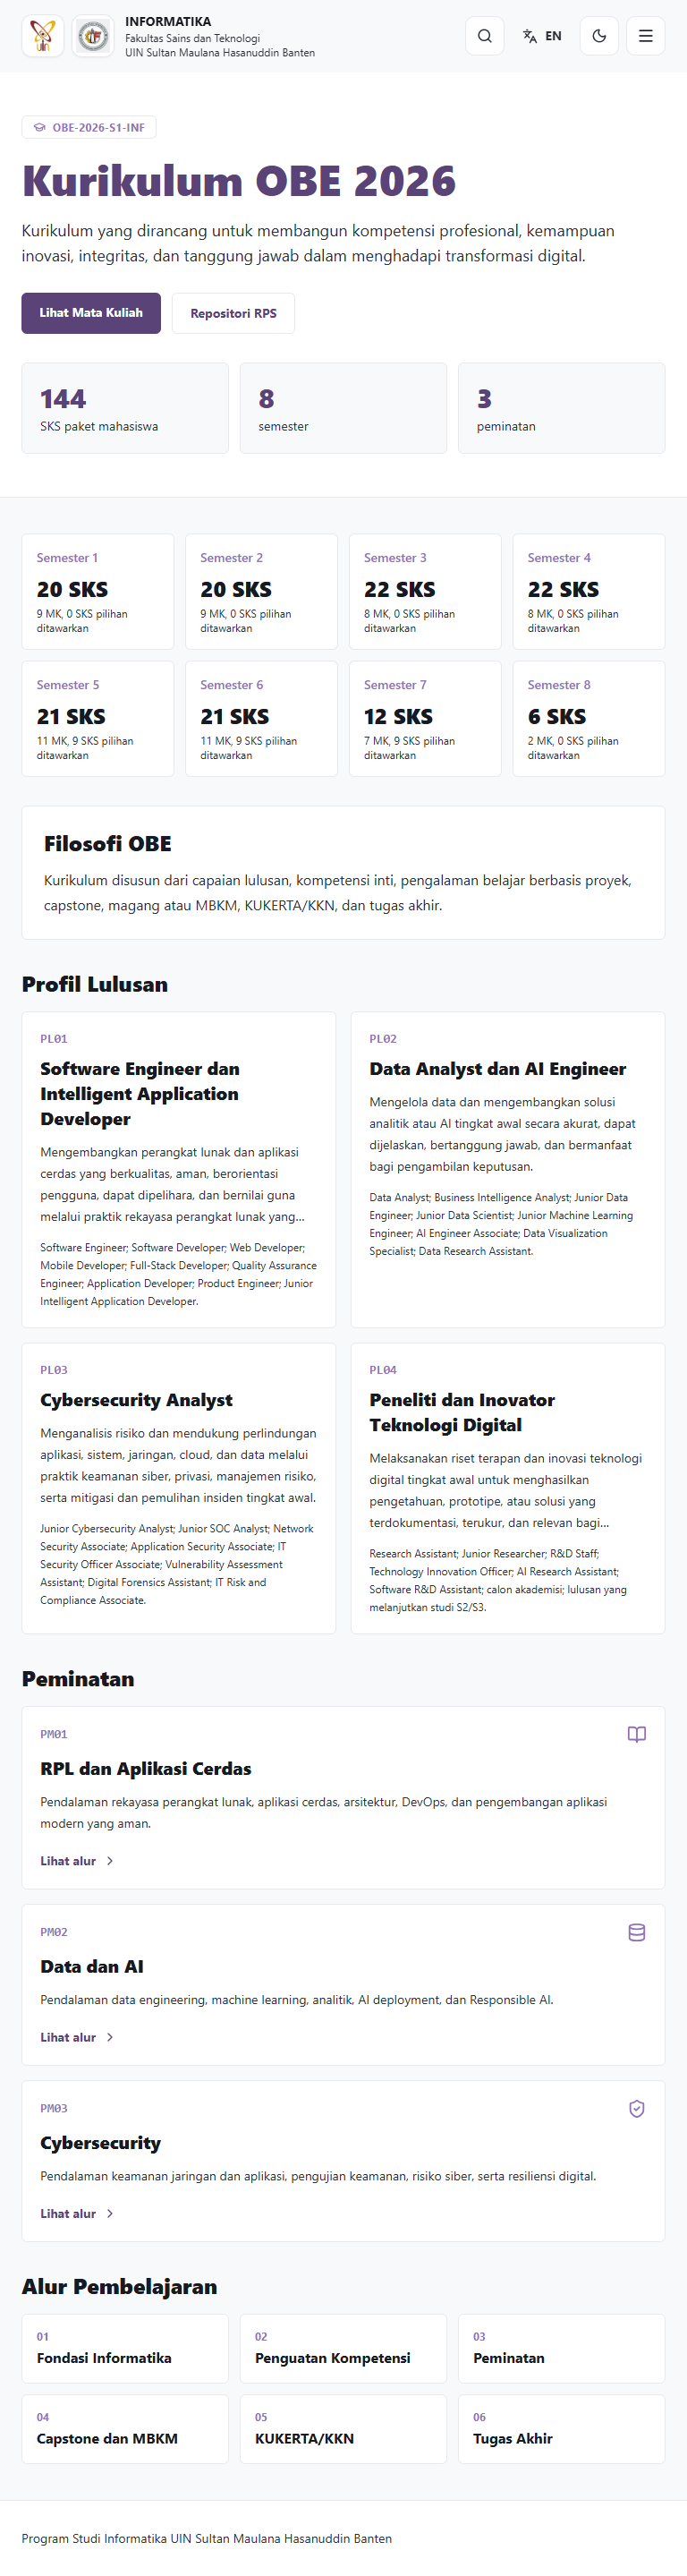 INFORMATIKA
Fakultas Sains dan Teknologi
UIN Sultan Maulana Hasanuddin Banten
EN
OBE-2026-S1-INF
Kurikulum OBE 2026
Kurikulum yang dirancang untuk membangun kompetensi profesional, kemampuan
inovasi, integritas, dan tanggung jawab dalam menghadapi transformasi digital.
Lihat Mata Kuliah
Repositori RPS
144
SKS paket mahasiswa
8
semester
3
peminatan
Semester 1
20 SKS
9 MK, 0 SKS pilihan
ditawarkan
Semester 2
20 SKS
9 MK, 0 SKS pilihan
ditawarkan
Semester 3
22 SKS
8 MK, 0 SKS pilihan
ditawarkan
Semester 4
22 SKS
8 MK, 0 SKS pilihan
ditawarkan
Semester 5
21 SKS
11 MK, 9 SKS pilihan
ditawarkan
Semester 6
21 SKS
11 MK, 9 SKS pilihan
ditawarkan
Semester 7
12 SKS
7 MK, 9 SKS pilihan
ditawarkan
Semester 8
6 SKS
2 MK, 0 SKS pilihan
ditawarkan
Filosofi OBE
Kurikulum disusun dari capaian lulusan, kompetensi inti, pengalaman belajar berbasis proyek,
capstone, magang atau MBKM, KUKERTA/KKN, dan tugas akhir.
Profil Lulusan
PL01
Software Engineer dan
Intelligent Application
Developer
Mengembangkan perangkat lunak dan aplikasi
cerdas yang berkualitas, aman, berorientasi
pengguna, dapat dipelihara, dan bernilai guna
melalui praktik rekayasa perangkat lunak yang...
Software Engineer; Software Developer; Web Developer;
Mobile Developer; Full-Stack Developer; Quality Assurance
Engineer; Application Developer; Product Engineer; Junior
Intelligent Application Developer.
PL02
Data Analyst dan AI Engineer
Mengelola data dan mengembangkan solusi
analitik atau AI tingkat awal secara akurat, dapat
dijelaskan, bertanggung jawab, dan bermanfaat
bagi pengambilan keputusan.
Data Analyst; Business Intelligence Analyst; Junior Data
Engineer; Junior Data Scientist; Junior Machine Learning
Engineer; AI Engineer Associate; Data Visualization
Specialist; Data Research Assistant.
PL03
Cybersecurity Analyst
Menganalisis risiko dan mendukung perlindungan
aplikasi, sistem, jaringan, cloud, dan data melalui
praktik keamanan siber, privasi, manajemen risiko,
serta mitigasi dan pemulihan insiden tingkat awal.
Junior Cybersecurity Analyst; Junior SOC Analyst; Network
Security Associate; Application Security Associate; IT
Security Officer Associate; Vulnerability Assessment
Assistant; Digital Forensics Assistant; IT Risk and
Compliance Associate.
PL04
Peneliti dan Inovator
Teknologi Digital
Melaksanakan riset terapan dan inovasi teknologi
digital tingkat awal untuk menghasilkan
pengetahuan, prototipe, atau solusi yang
terdokumentasi, terukur, dan relevan bagi...
Research Assistant; Junior Researcher; R&D Staff;
Technology Innovation Officer; AI Research Assistant;
Software R&D Assistant; calon akademisi; lulusan yang
melanjutkan studi S2/S3.
Peminatan
PM01
RPL dan Aplikasi Cerdas
Pendalaman rekayasa perangkat lunak, aplikasi cerdas, arsitektur, DevOps, dan pengembangan aplikasi
modern yang aman.
Lihat alur
PM02
Data dan AI
Pendalaman data engineering, machine learning, analitik, AI deployment, dan Responsible AI.
Lihat alur
PM03
Cybersecurity
Pendalaman keamanan jaringan dan aplikasi, pengujian keamanan, risiko siber, serta resiliensi digital.
Lihat alur
Alur Pembelajaran
01
Fondasi Informatika
02
Penguatan Kompetensi
03
Peminatan
04
Capstone dan MBKM
05
KUKERTA/KKN
06
Tugas Akhir
Program Studi Informatika UIN Sultan Maulana Hasanuddin Banten